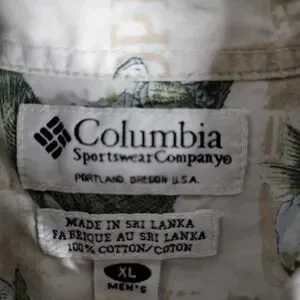 Columbia
Sportswear Company®
PORTLAND OREGON U.S.A.
MADE IN SRI LANKA
FABRIQUE AU SRI LANKA
100% COTTON/COTON
XL
MEN'S